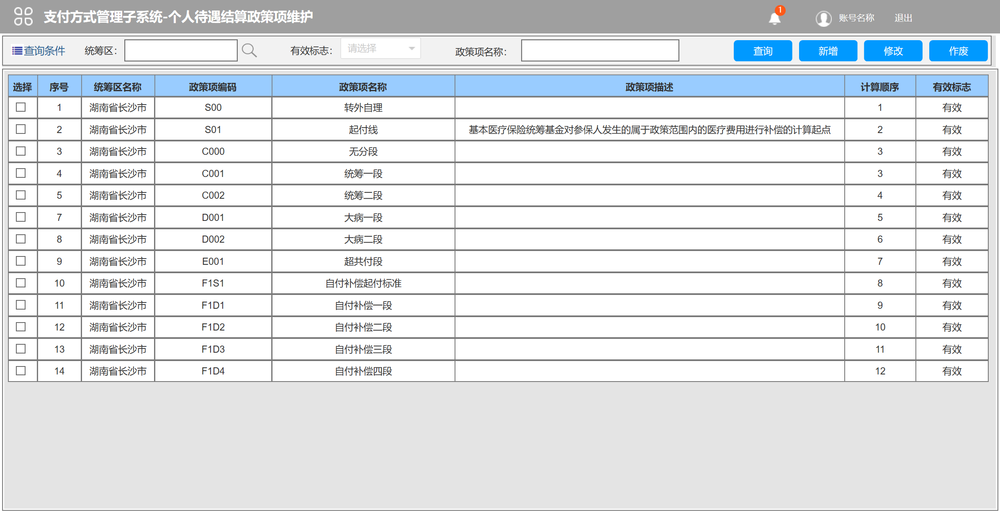 支付方式管理子系统-个人待遇结算政策项维护 1 账号名称 退出
查询条件 统筹区： 有效标志： 请选择 政策项名称： 查询 新增 修改 作废
选择 序号 统筹区名称 政策项编码 政策项名称 政策项描述 计算顺序 有效标志
1 湖南省长沙市 S00 转外自理 1 有效
2 湖南省长沙市 S01 起付线 基本医疗保险统筹基金对参保人发生的属于政策范围内的医疗费用进行补偿的计算起点 2 有效
3 湖南省长沙市 C000 无分段 3 有效
4 湖南省长沙市 C001 统筹一段 3 有效
5 湖南省长沙市 C002 统筹二段 4 有效
7 湖南省长沙市 D001 大病一段 5 有效
8 湖南省长沙市 D002 大病二段 6 有效
9 湖南省长沙市 E001 超共付段 7 有效
10 湖南省长沙市 F1S1 自付补偿起付标准 8 有效
11 湖南省长沙市 F1D1 自付补偿一段 9 有效
12 湖南省长沙市 F1D2 自付补偿二段 10 有效
13 湖南省长沙市 F1D3 自付补偿三段 11 有效
14 湖南省长沙市 F1D4 自付补偿四段 12 有效